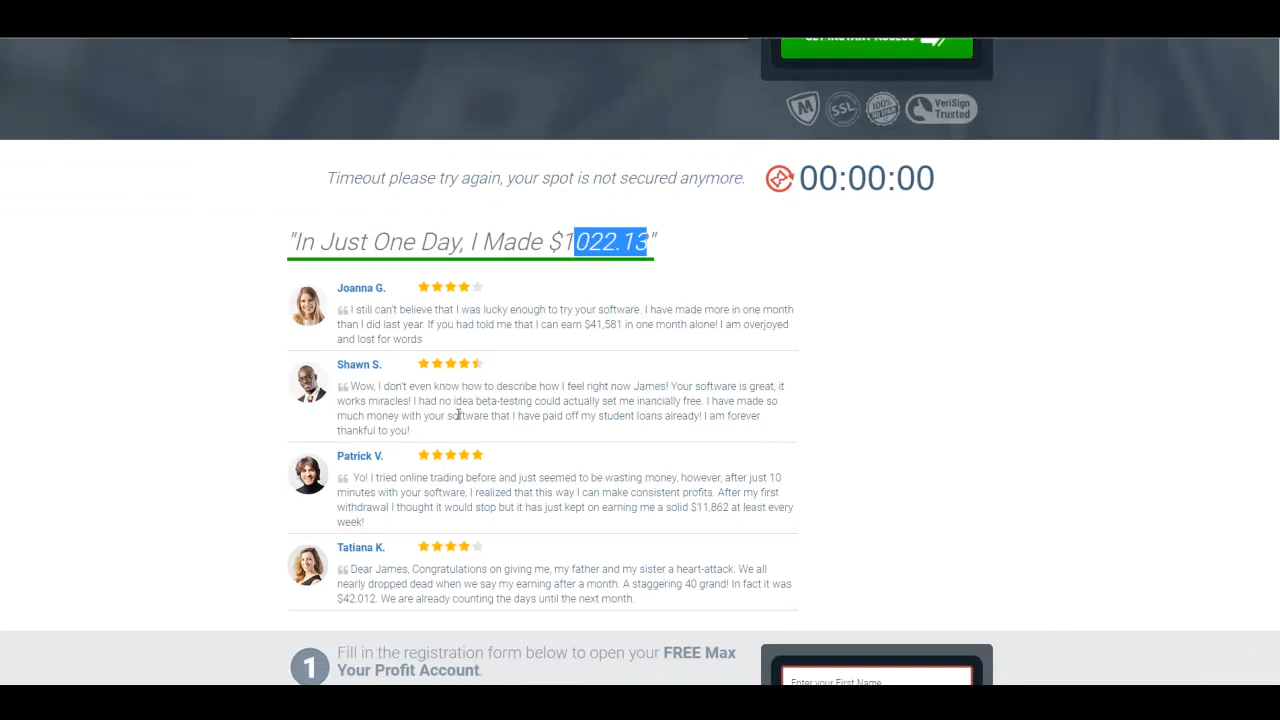 GET INSTANT ACCESS
M SSL 100% NO SPAM VeriSign Trusted
Timeout please try again, your spot is not secured anymore. 00:00:00
"In Just One Day, I Made $1022.13"
Joanna G.
I still can't believe that I was lucky enough to try your software. I have made more in one month
than I did last year. If you had told me that I can earn $41,581 in one month alone! I am overjoyed
and lost for words
Shawn S.
Wow, I don't even know how to describe how I feel right now James! Your software is great, it
works miracles! I had no idea beta-testing could actually set me inancially free. I have made so
much money with your software that I have paid off my student loans already! I am forever
thankful to you!
Patrick V.
Yo! I tried online trading before and just seemed to be wasting money, however, after just 10
minutes with your software, I realized that this way I can make consistent profits. After my first
withdrawal I thought it would stop but it has just kept on earning me a solid $11,862 at least every
week!
Tatiana K.
Dear James, Congratulations on giving me, my father and my sister a heart-attack. We all
nearly dropped dead when we say my earning after a month. A staggering 40 grand! In fact it was
$42.012. We are already counting the days until the next month.
1 Fill in the registration form below to open your FREE Max
Your Profit Account.
Enter your First Name